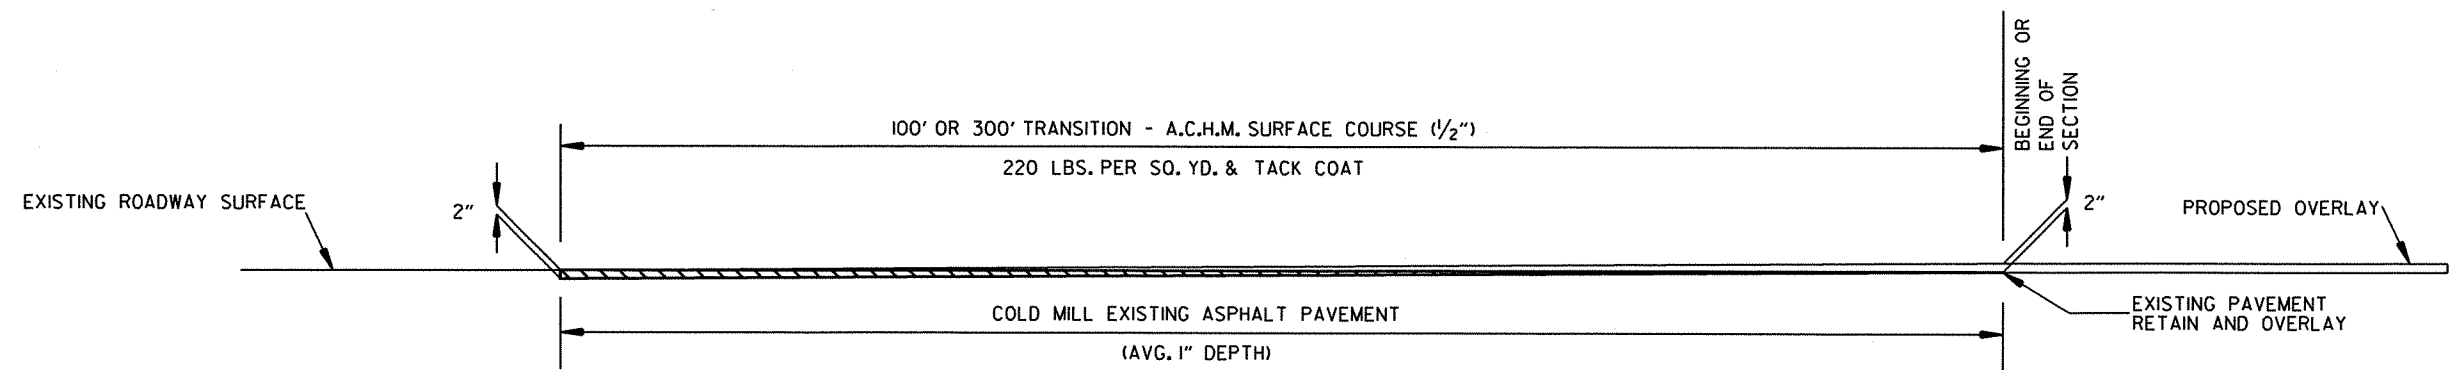 BEGINNING OR
END OF
SECTION
100' OR 300' TRANSITION - A.C.H.M. SURFACE COURSE (1/2")
220 LBS. PER SQ. YD. & TACK COAT
EXISTING ROADWAY SURFACE
2"
2"
PROPOSED OVERLAY
COLD MILL EXISTING ASPHALT PAVEMENT
(AVG. 1" DEPTH)
EXISTING PAVEMENT
RETAIN AND OVERLAY